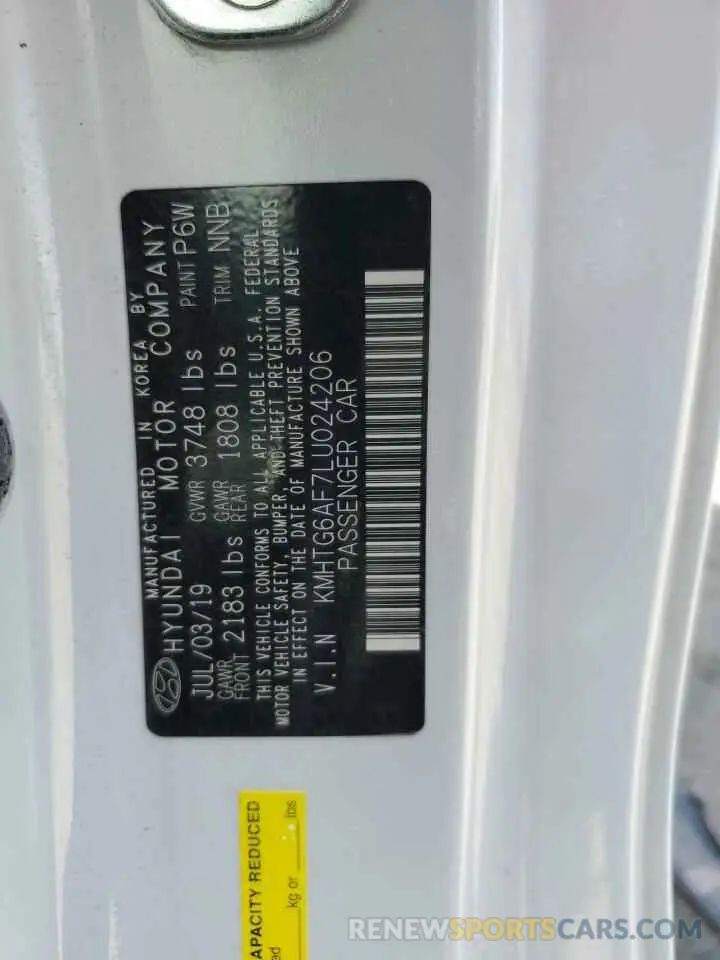 MANUFACTURED IN KOREA BY
HYUNDAI MOTOR COMPANY
JUL/03/19 GVWR 3748 lbs PAINT P6W
GAWR FRONT 2183 lbs GAWR REAR 1808 lbs TRIM NNB
THIS VEHICLE CONFORMS TO ALL APPLICABLE U.S.A. FEDERAL
MOTOR VEHICLE SAFETY, BUMPER, AND THEFT PREVENTION STANDARDS
IN EFFECT ON THE DATE OF MANUFACTURE SHOWN ABOVE
V.I.N KMHTG6AF7LU024206
PASSENGER CAR
APACITY REDUCED
kg or lbs
ed
RENEWSPORTSCARS.COM